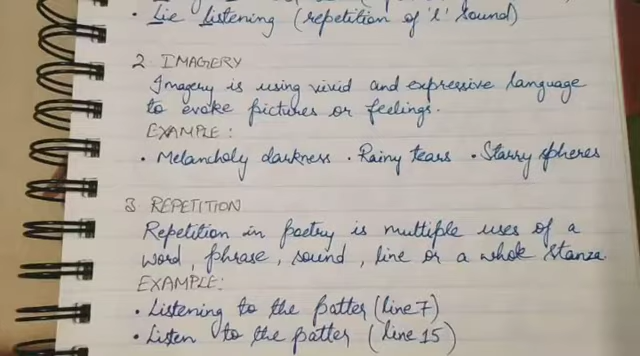 • Lie listening (repetition of 'l' sound)
2 IMAGERY
Imagery is using vivid and expressive language
to evoke pictures or feelings.
EXAMPLE:
• Melancholy darkness • Rainy tears • Starry spheres
3 REPETITION
Repetition in poetry is multiple uses of a
word, phrase, sound, line or a whole stanza
EXAMPLE:
• Listening to the patter (line 7)
• Listen to the patter (line 15)